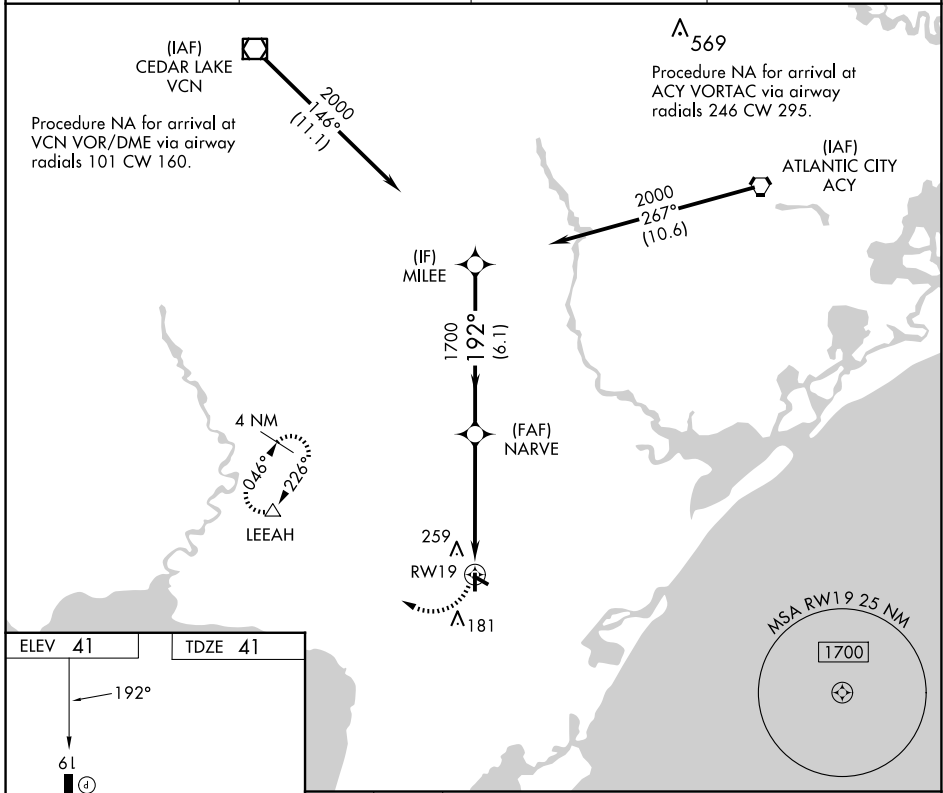 (IAF)
CEDAR LAKE
VCN
2000
146°
(11.1)
Procedure NA for arrival at
VCN VOR/DME via airway
radials 101 CW 160.
569
Procedure NA for arrival at
ACY VORTAC via airway
radials 246 CW 295.
(IAF)
ATLANTIC CITY
ACY
2000
267°
(10.6)
(IF)
MILEE
1700
192°
(6.1)
(FAF)
NARVE
4 NM
046°
226°
LEEAH
259
RW19
181
MSA RW19 25 NM
1700
ELEV 41
TDZE 41
192°
19
P